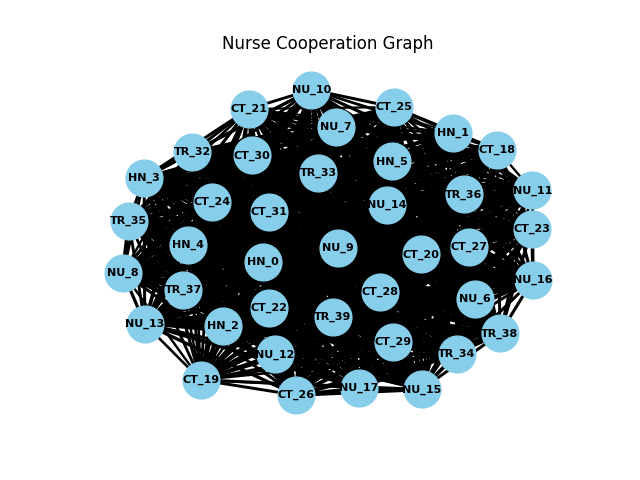 Nurse Cooperation Graph
NU_10
CT_21
CT_25
NU_7
HN_1
TR_32
CT_30
CT_18
HN_5
TR_33
HN_3
NU_11
TR_36
CT_24
NU_14
CT_31
TR_35
CT_23
HN_4
NU_9
CT_27
CT_20
HN_0
NU_8
NU_16
TR_37
CT_28
NU_6
CT_22
TR_39
NU_13
HN_2
TR_38
CT_29
NU_12
TR_34
CT_19
NU_17
NU_15
CT_26